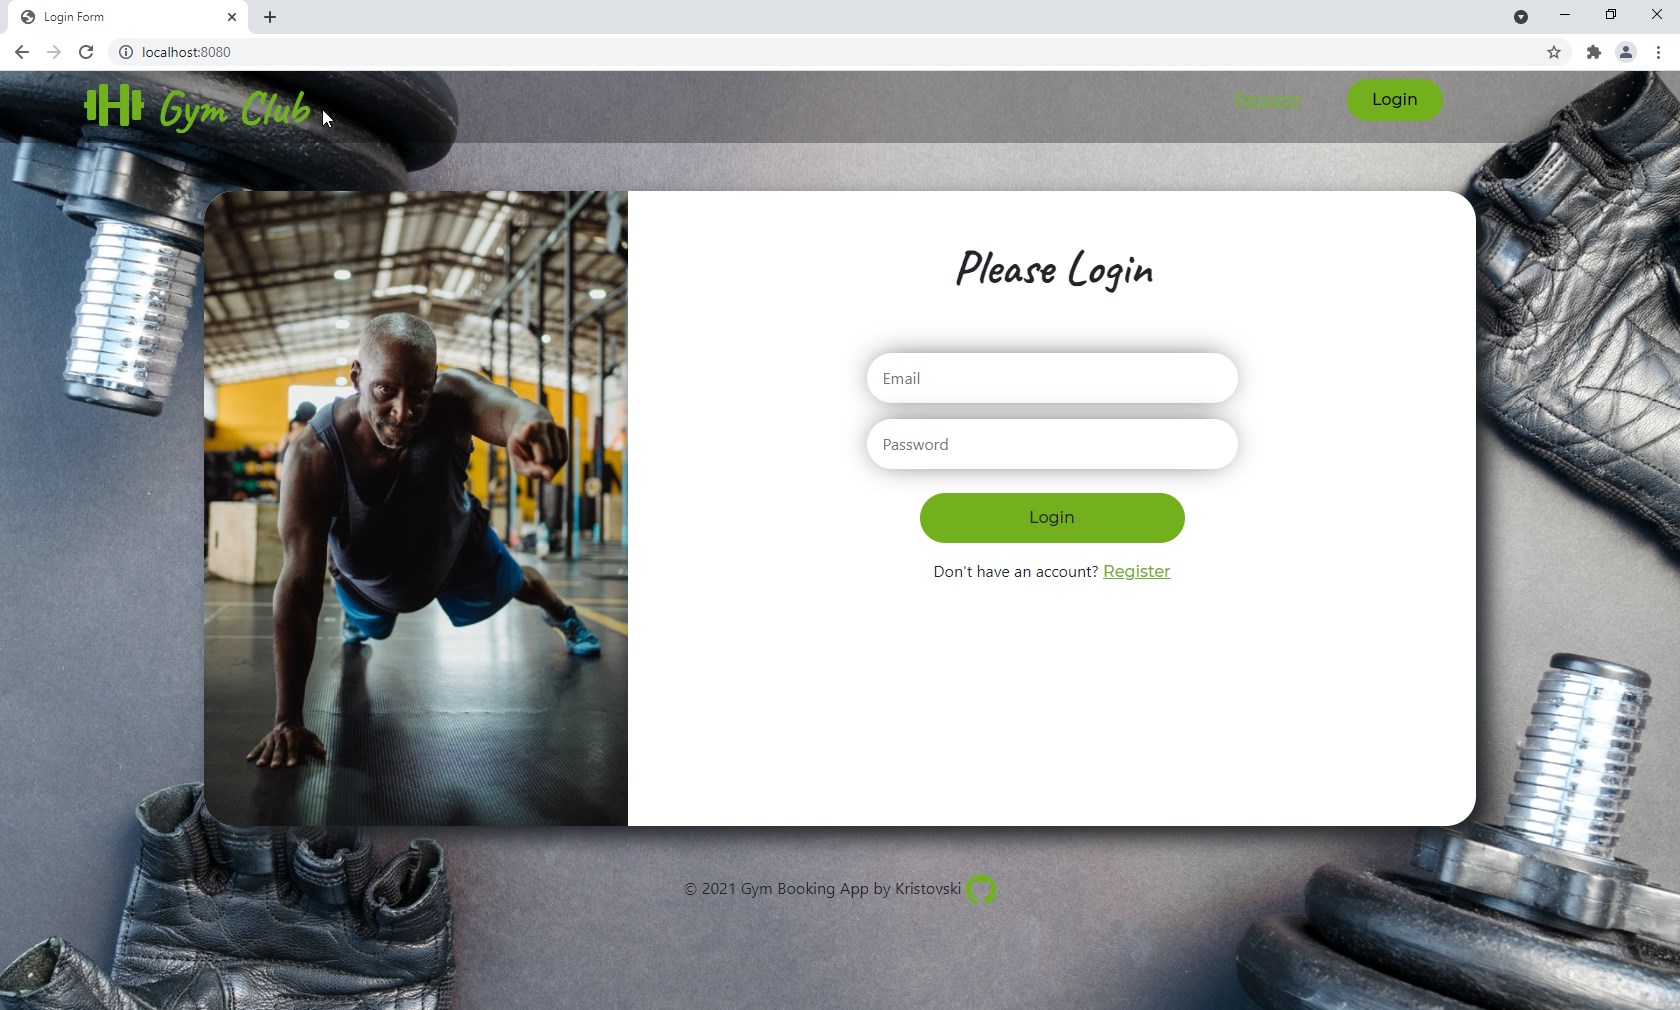 Login Form
localhost:8080
Gym Club
Register
Login
Please Login
Email
Password
Login
Don't have an account? Register
© 2021 Gym Booking App by Kristovski